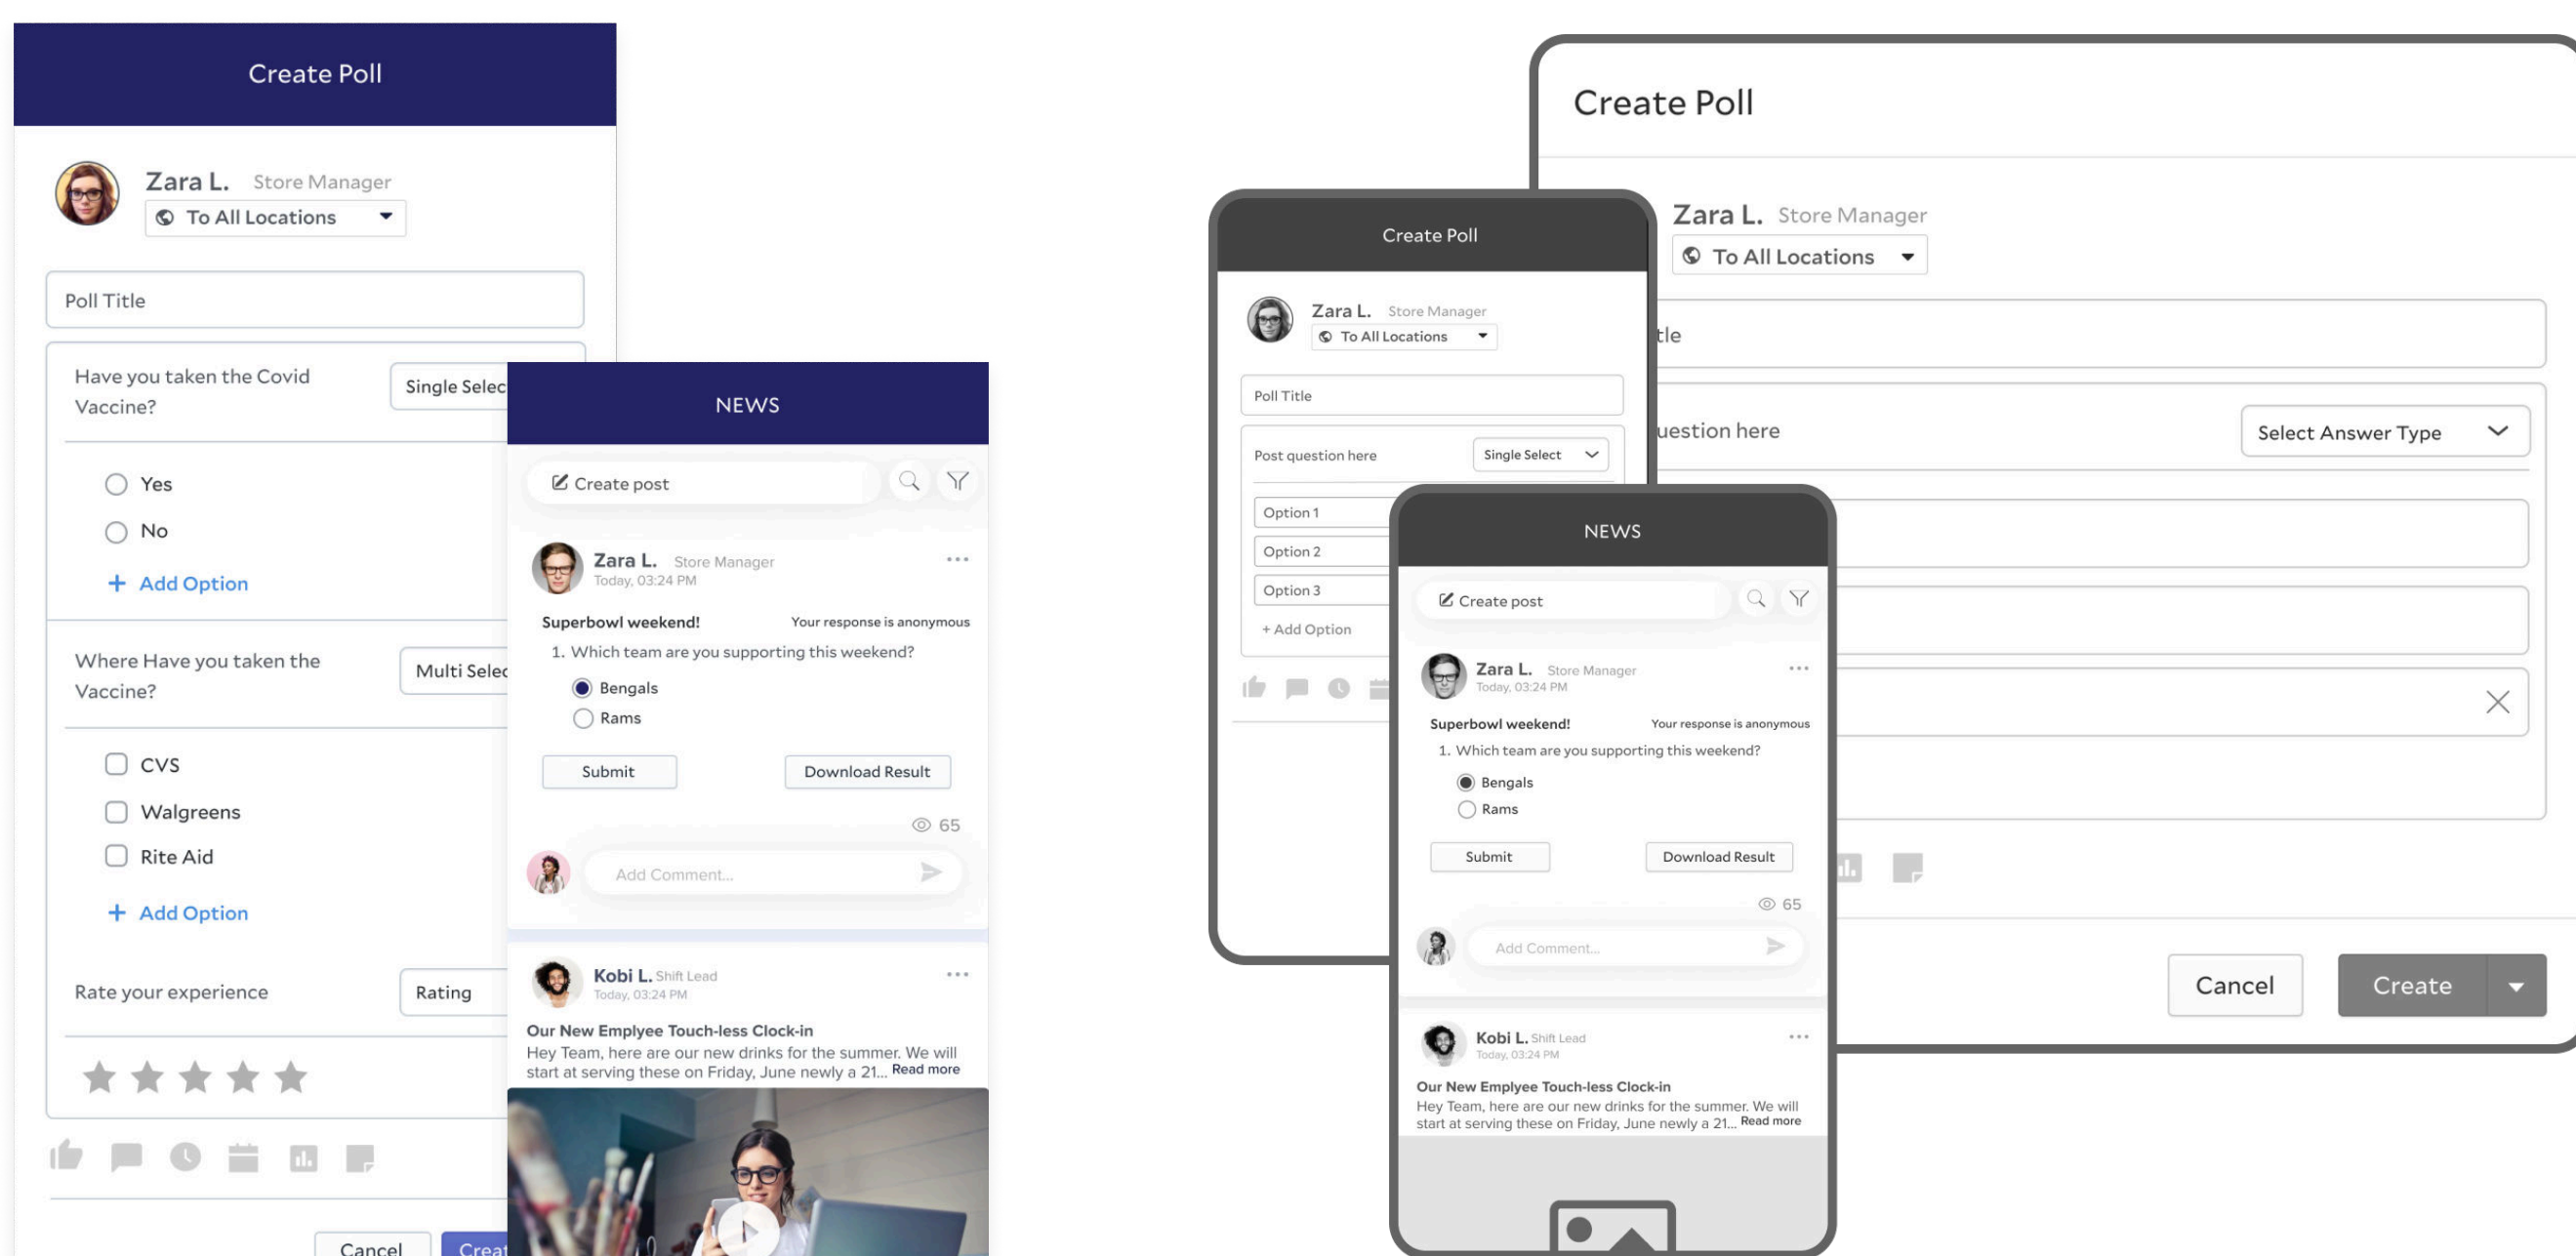 Create Poll
Zara L. Store Manager
To All Locations
Poll Title
Have you taken the Covid
Vaccine?
Single Selec
Yes
No
+ Add Option
Where Have you taken the
Vaccine?
Multi Selec
CVS
Walgreens
Rite Aid
+ Add Option
Rate your experience
Rating
Cancel
Creat
NEWS
Create post
Zara L. Store Manager
Today, 03:24 PM
Superbowl weekend! Your response is anonymous
1. Which team are you supporting this weekend?
Bengals
Rams
Submit Download Result
65
Add Comment...
Kobi L. Shift Lead
Today, 03:24 PM
Our New Emplyee Touch-less Clock-in
Hey Team, here are our new drinks for the summer. We will
start at serving these on Friday, June newly a 21... Read more
Create Poll
Zara L. Store Manager
To All Locations
Poll Title
Post question here Single Select
Option 1
Option 2
Option 3
+ Add Option
NEWS
Create post
Zara L. Store Manager
Today, 03:24 PM
Superbowl weekend! Your response is anonymous
1. Which team are you supporting this weekend?
Bengals
Rams
Submit Download Result
65
Add Comment...
Kobi L. Shift Lead
Today, 03:24 PM
Our New Emplyee Touch-less Clock-in
Hey Team, here are our new drinks for the summer. We will
start at serving these on Friday, June newly a 21... Read more
Create Poll
Zara L. Store Manager
To All Locations
tle
uestion here Select Answer Type
Cancel Create